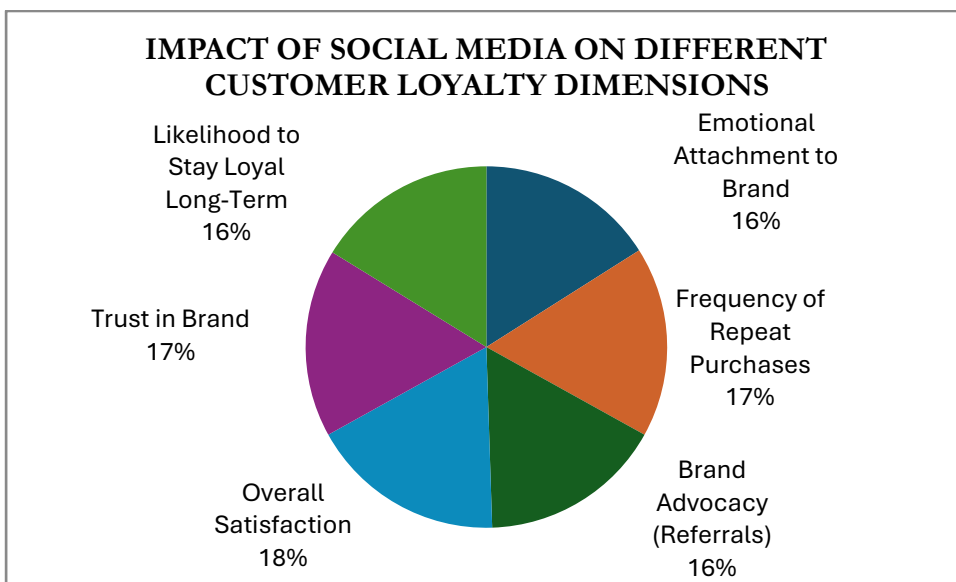 IMPACT OF SOCIAL MEDIA ON DIFFERENT
CUSTOMER LOYALTY DIMENSIONS
Emotional
Attachment to
Brand
16%
Frequency of
Repeat
Purchases
17%
Brand
Advocacy
(Referrals)
16%
Overall
Satisfaction
18%
Trust in Brand
17%
Likelihood to
Stay Loyal
Long-Term
16%